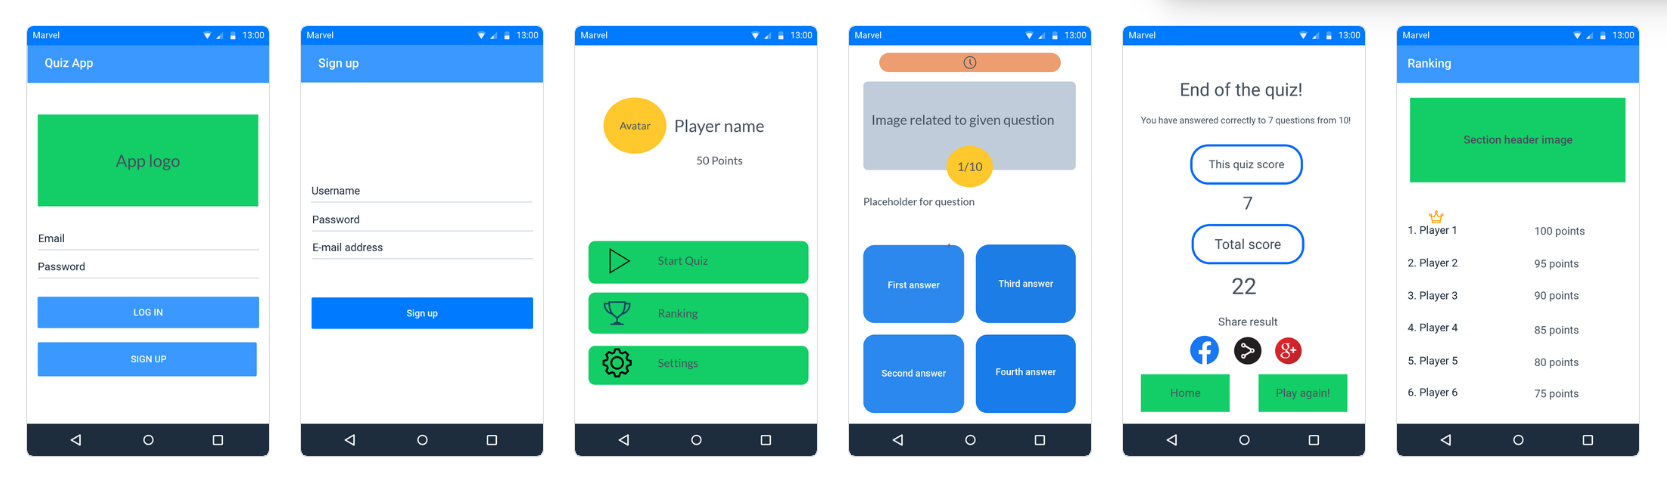 Marvel 13:00
Quiz App
App logo
Email
Password
LOG IN
SIGN UP
Marvel 13:00
Sign up
Username
Password
E-mail address
Sign up
Marvel 13:00
Avatar
Player name
50 Points
Start Quiz
Ranking
Settings
Marvel 13:00
Image related to given question
1/10
Placeholder for question
First answer
Third answer
Second answer
Fourth answer
Marvel 13:00
End of the quiz!
You have answered correctly to 7 questions from 10!
This quiz score
7
Total score
22
Share result
f
g+
Home
Play again!
Marvel 13:00
Ranking
Section header image
1. Player 1 100 points
2. Player 2 95 points
3. Player 3 90 points
4. Player 4 85 points
5. Player 5 80 points
6. Player 6 75 points